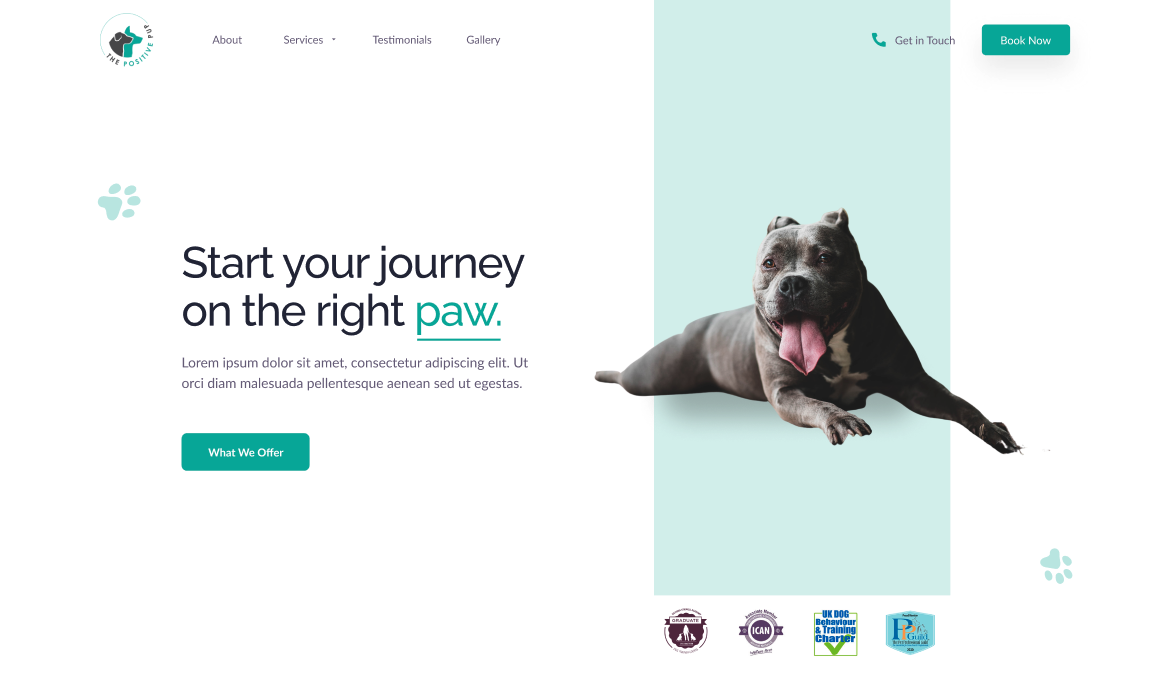 THE POSITIVE PUP
About
Services
Testimonials
Gallery
Get in Touch
Book Now
Start your journey
on the right paw.
Lorem ipsum dolor sit amet, consectetur adipiscing elit. Ut
orci diam malesuada pellentesque aenean sed ut egestas.
What We Offer
GRADUATE
Associate Member
ICAN
UK DOG
Behaviour
& Training
Charter
Guild